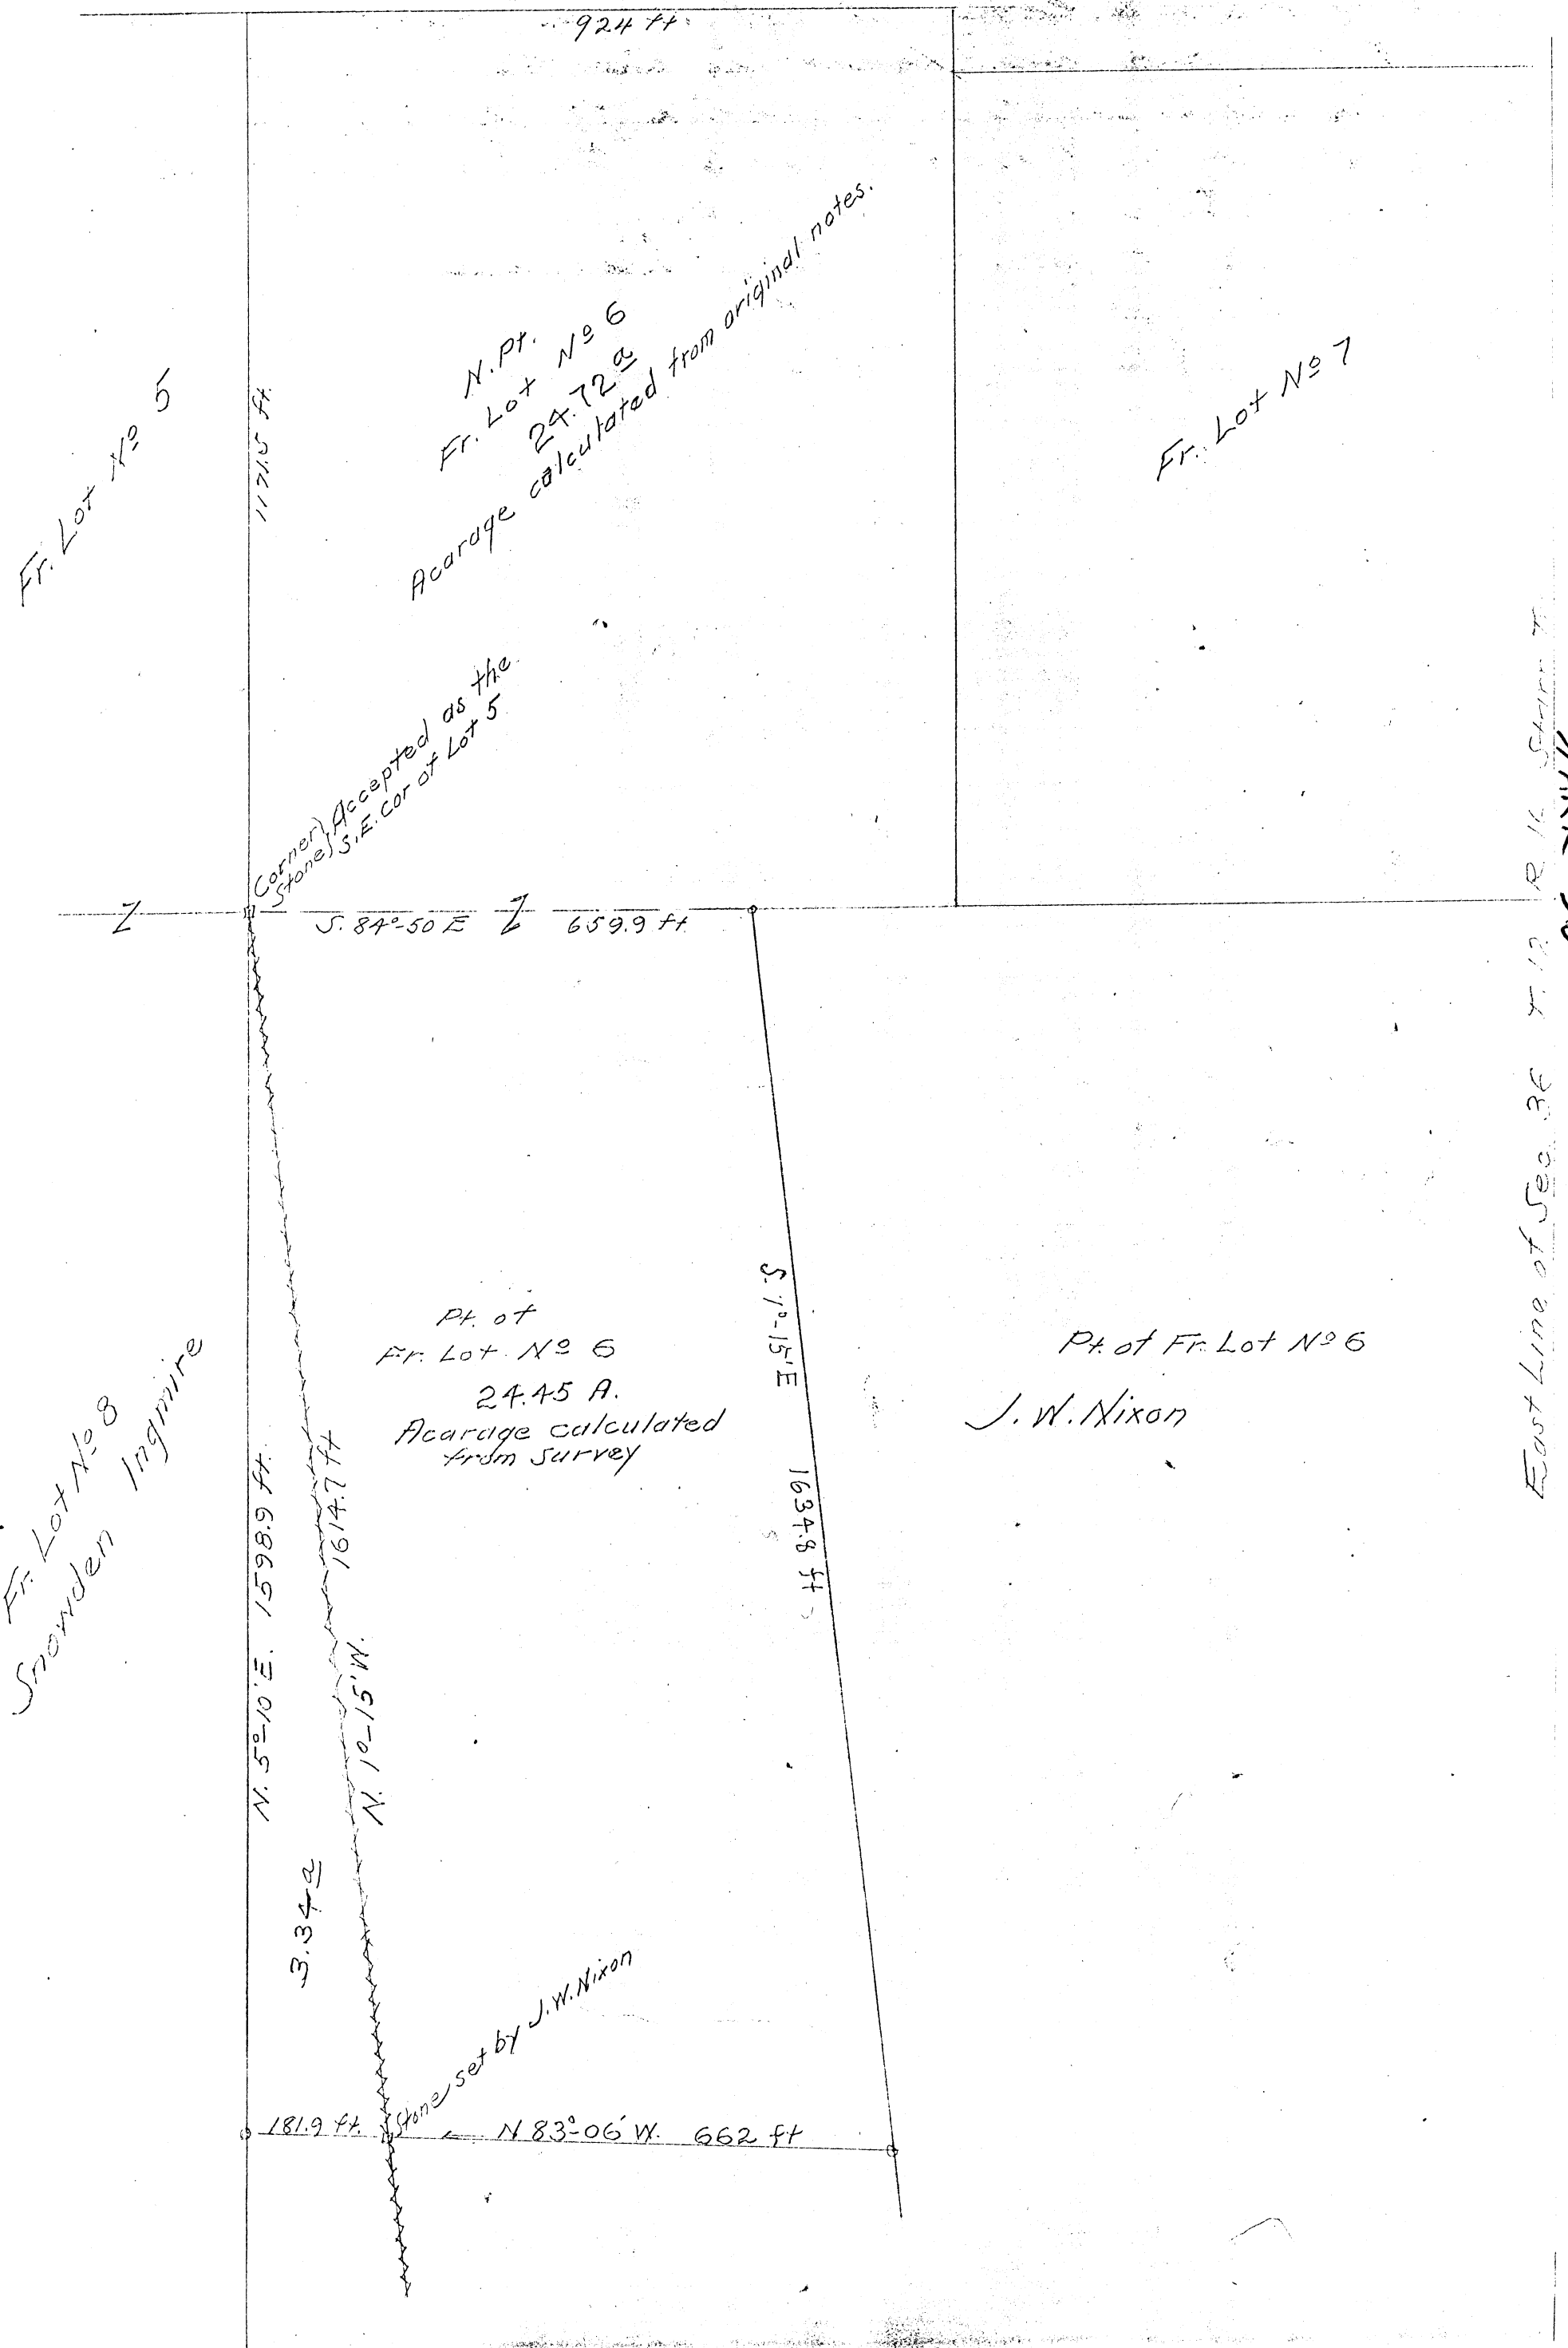 924 ft.
Fr. Lot Nº 5
1171.5 ft.
N. Pt.
Fr. Lot Nº 6
24.72 a
Acarage calculated from original notes.
Fr. Lot Nº 7
Corner Accepted as the
Stone S.E. Cor of Lot 5
S. 84°-50 E 659.9 ft.
Fr. Lot Nº 8
Snowden Ingmire
N. 5°-10' E. 1598.9 ft.
N. 1°-15' W. 1614.7 ft
3.34 a
Pt. of
Fr. Lot. Nº 6
24.45 A.
Acarage calculated
from survey
S. 1°-15' E 1634.8 ft
Pt. of Fr. Lot Nº 6
J. W. Nixon
East Line of Sec. 36 T. 12 R. 16
Stone set by J. W. Nixon
181.9 ft.
N 83°-06' W. 662 ft